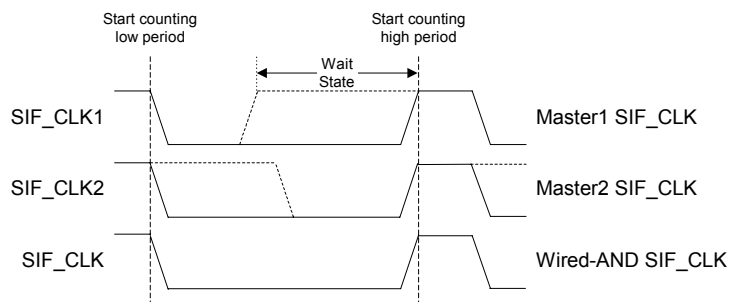 Start counting
low period
Start counting
high period
Wait
State
SIF_CLK1
Master1 SIF_CLK
SIF_CLK2
Master2 SIF_CLK
SIF_CLK
Wired-AND SIF_CLK